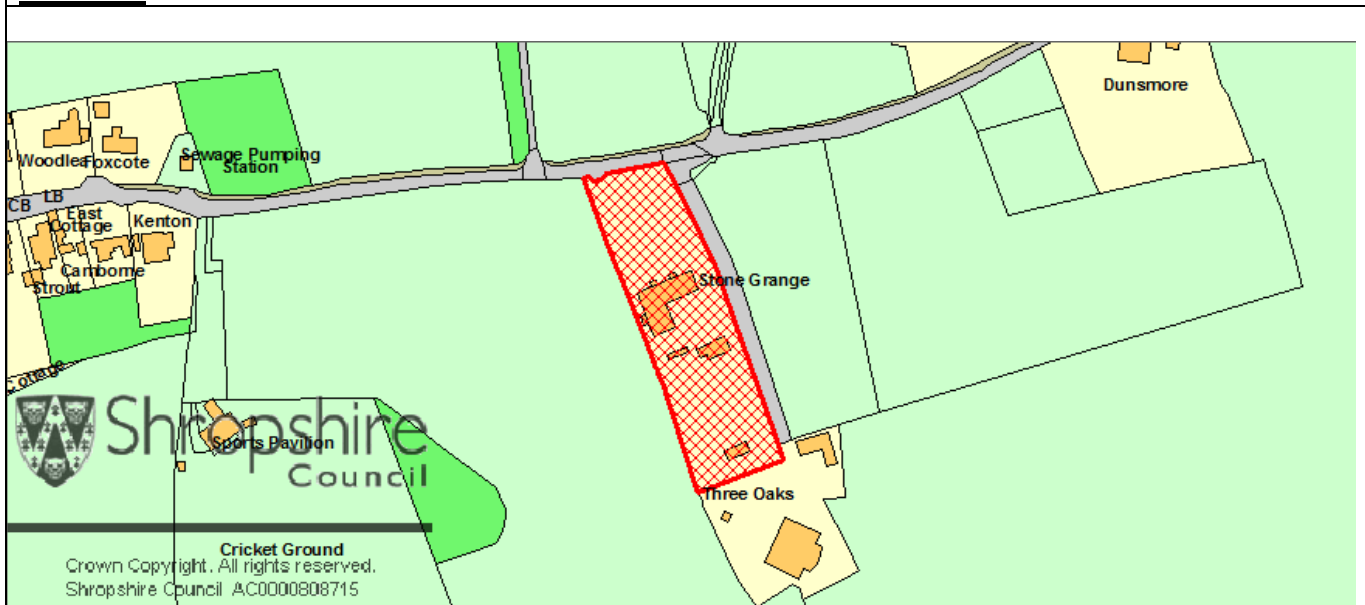 Dunsmore
Woodlea
Foxcote
Sewage Pumping
Station
CB
LB
East
Cottage
Kenton
Camborne
Strout
Cottage
Stone Grange
Shropshire
Council
Sports Pavilion
Three Oaks
Cricket Ground
Crown Copyright. All rights reserved.
Shropshire Council AC0000808715